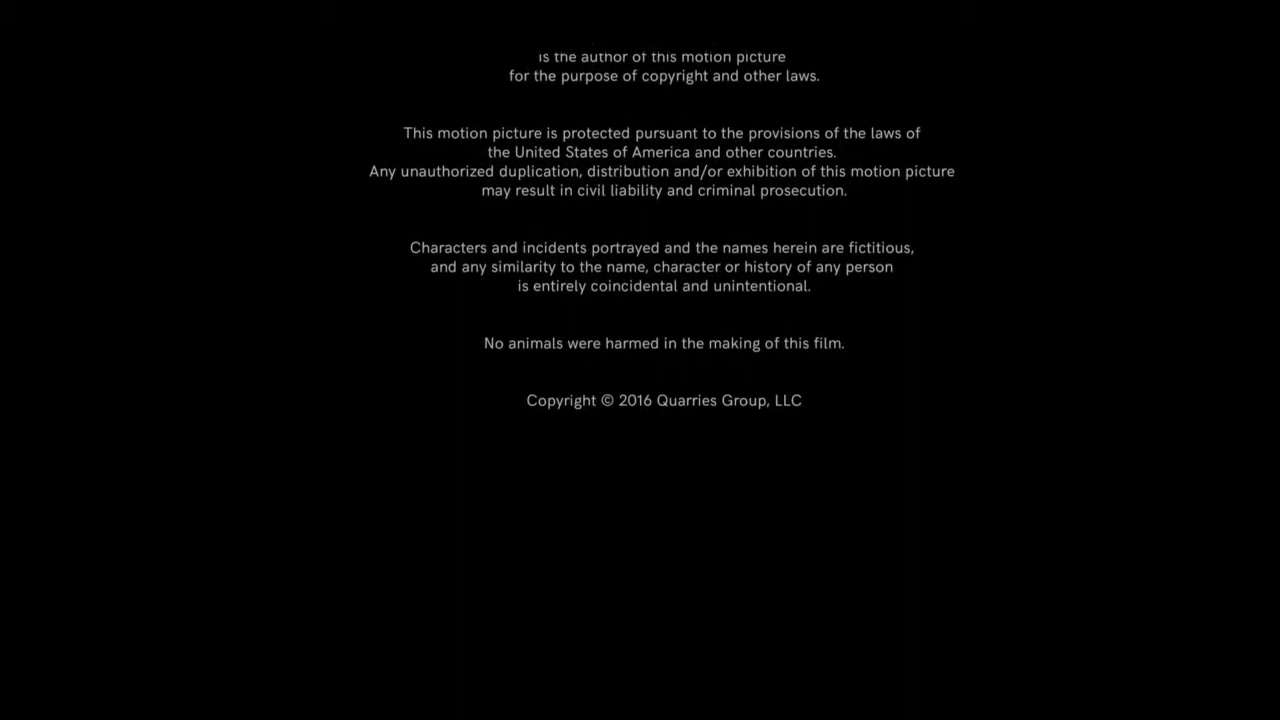 is the author of this motion picture
for the purpose of copyright and other laws.
This motion picture is protected pursuant to the provisions of the laws of
the United States of America and other countries.
Any unauthorized duplication, distribution and/or exhibition of this motion picture
may result in civil liability and criminal prosecution.
Characters and incidents portrayed and the names herein are fictitious,
and any similarity to the name, character or history of any person
is entirely coincidental and unintentional.
No animals were harmed in the making of this film.
Copyright © 2016 Quarries Group, LLC